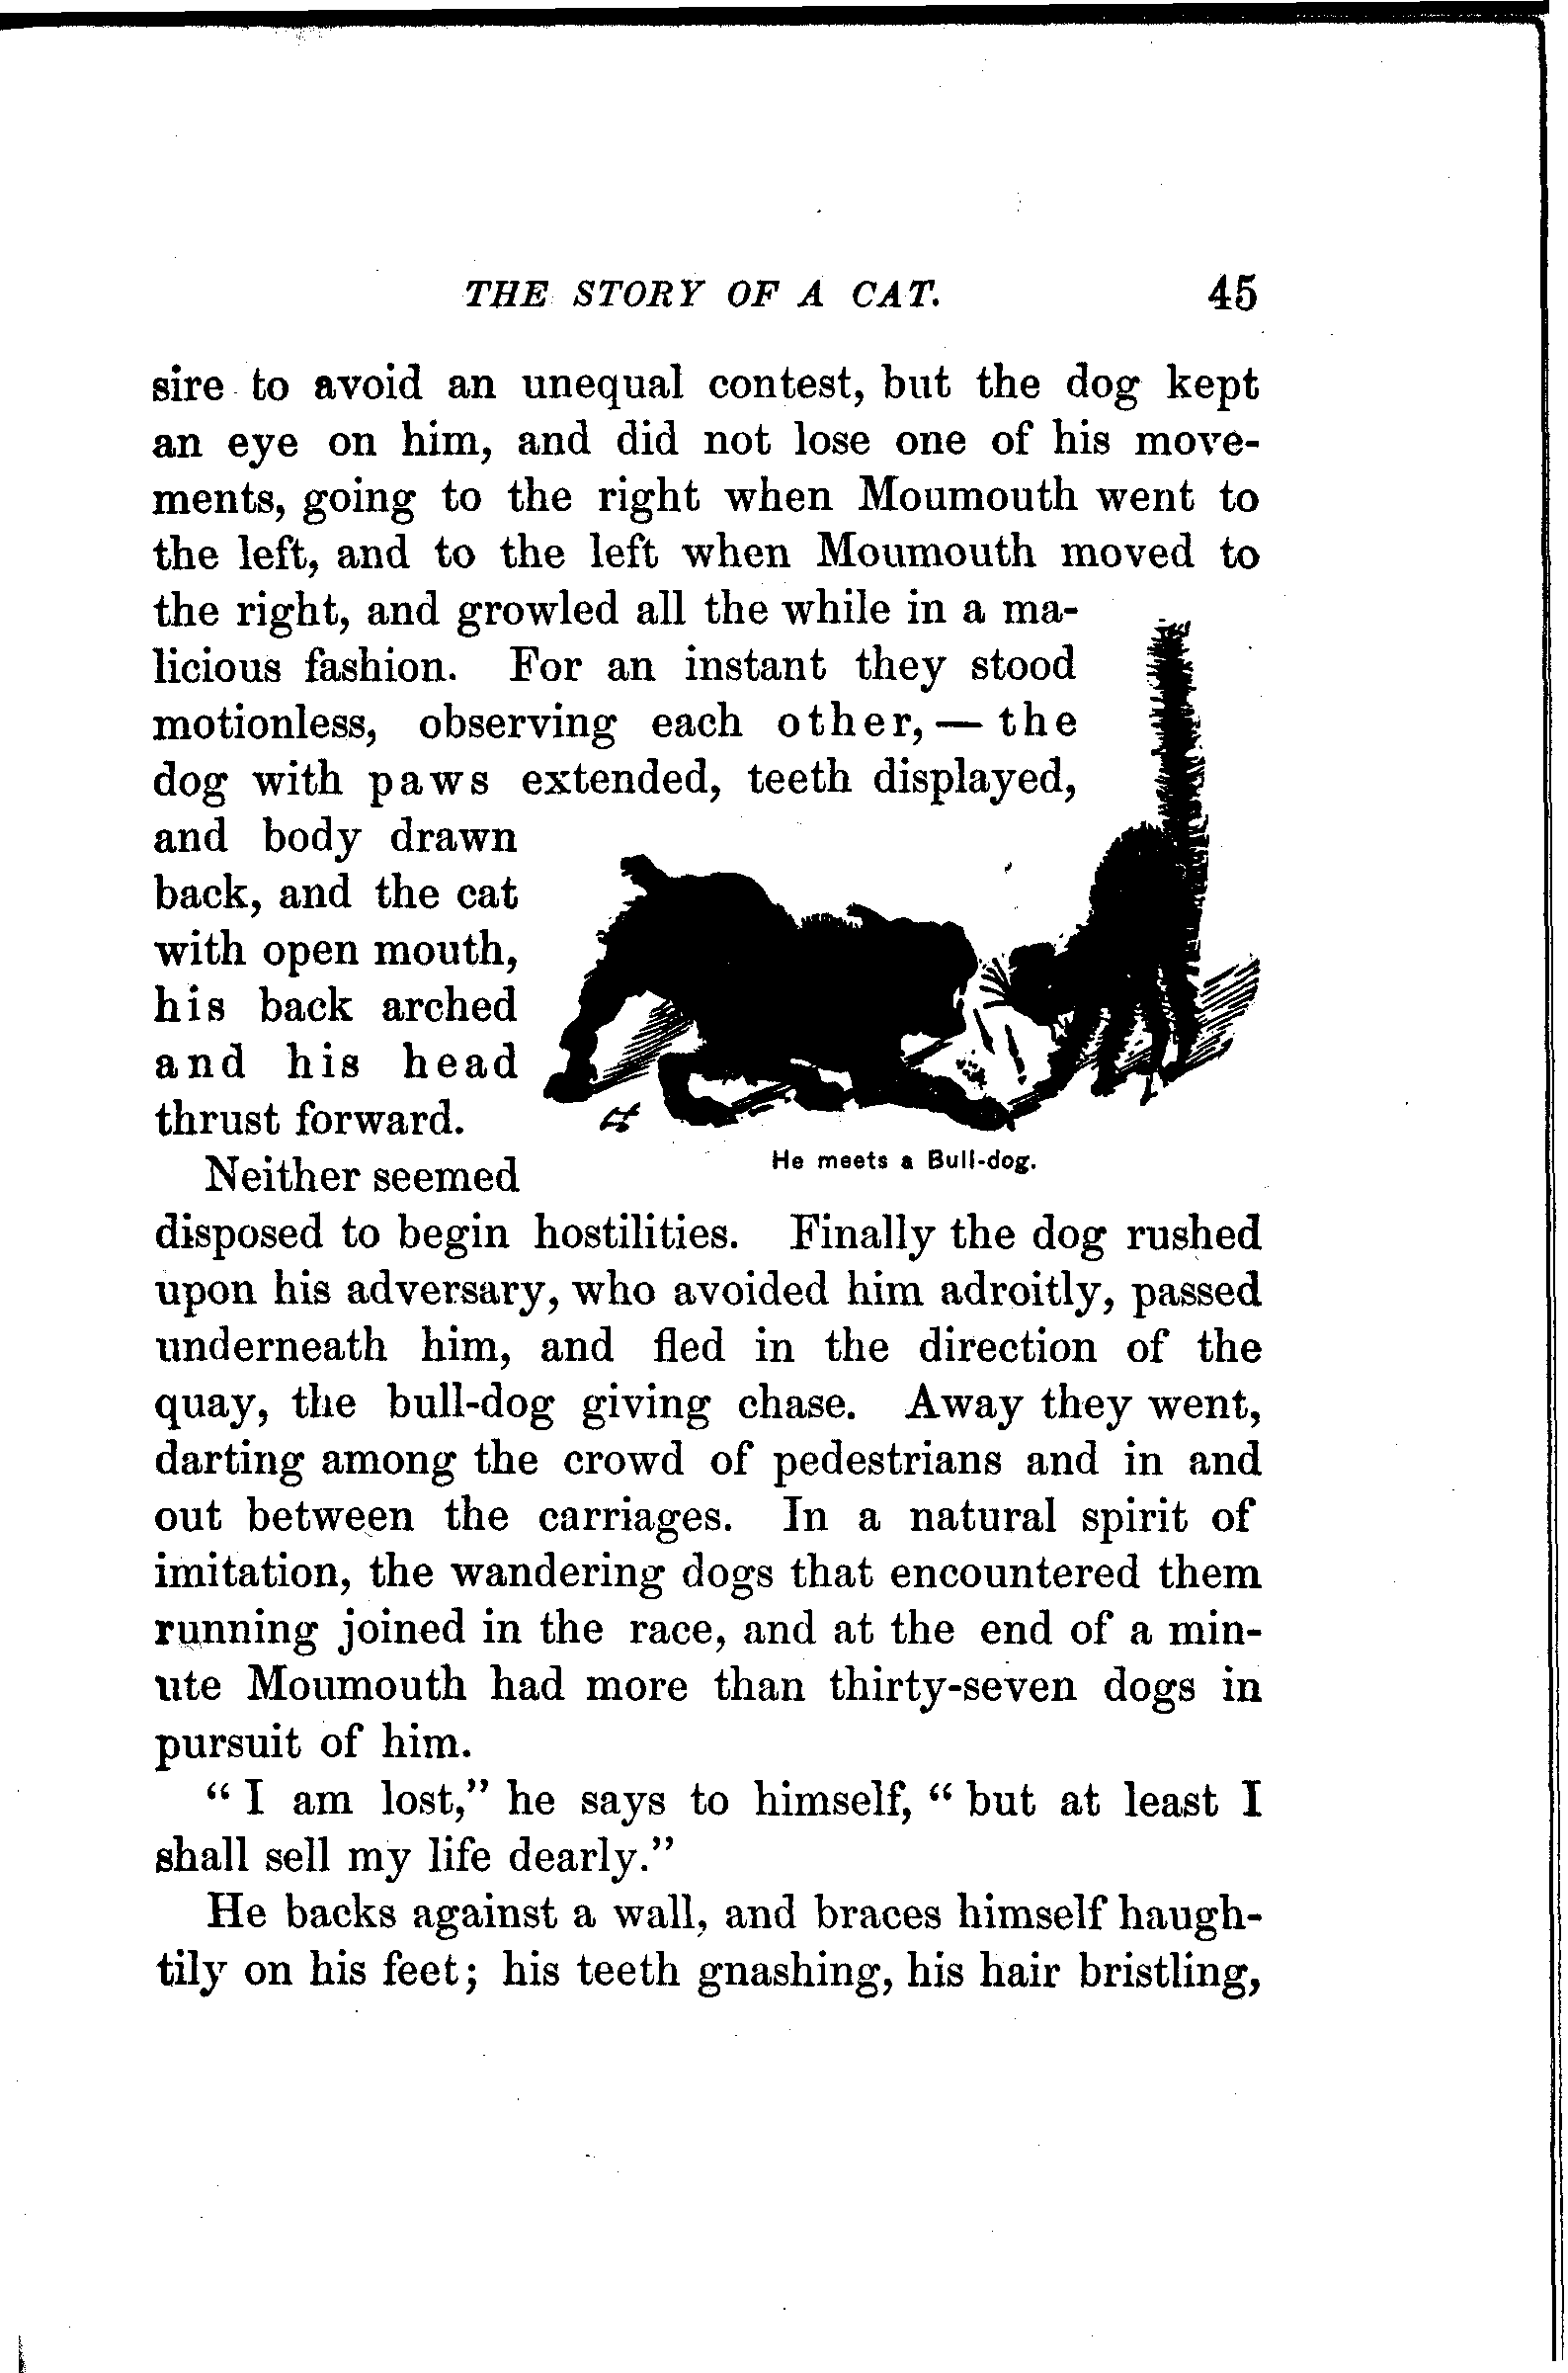 THE STORY OF A CAT. 45
sire to avoid an unequal contest, but the dog kept
an eye on him, and did not lose one of his move-
ments, going to the right when Moumouth went to
the left, and to the left when Moumouth moved to
the right, and growled all the while in a ma-
licious fashion. For an instant they stood
motionless, observing each other,—the
dog with paws extended, teeth displayed,
and body drawn
back, and the cat
with open mouth,
his back arched
and his head
thrust forward.
He meets a Bull-dog.
Neither seemed
disposed to begin hostilities. Finally the dog rushed
upon his adversary, who avoided him adroitly, passed
underneath him, and fled in the direction of the
quay, the bull-dog giving chase. Away they went,
darting among the crowd of pedestrians and in and
out between the carriages. In a natural spirit of
imitation, the wandering dogs that encountered them
running joined in the race, and at the end of a min-
ute Moumouth had more than thirty-seven dogs in
pursuit of him.
“I am lost,” he says to himself, “but at least I
shall sell my life dearly.”
He backs against a wall, and braces himself haugh-
tily on his feet; his teeth gnashing, his hair bristling,